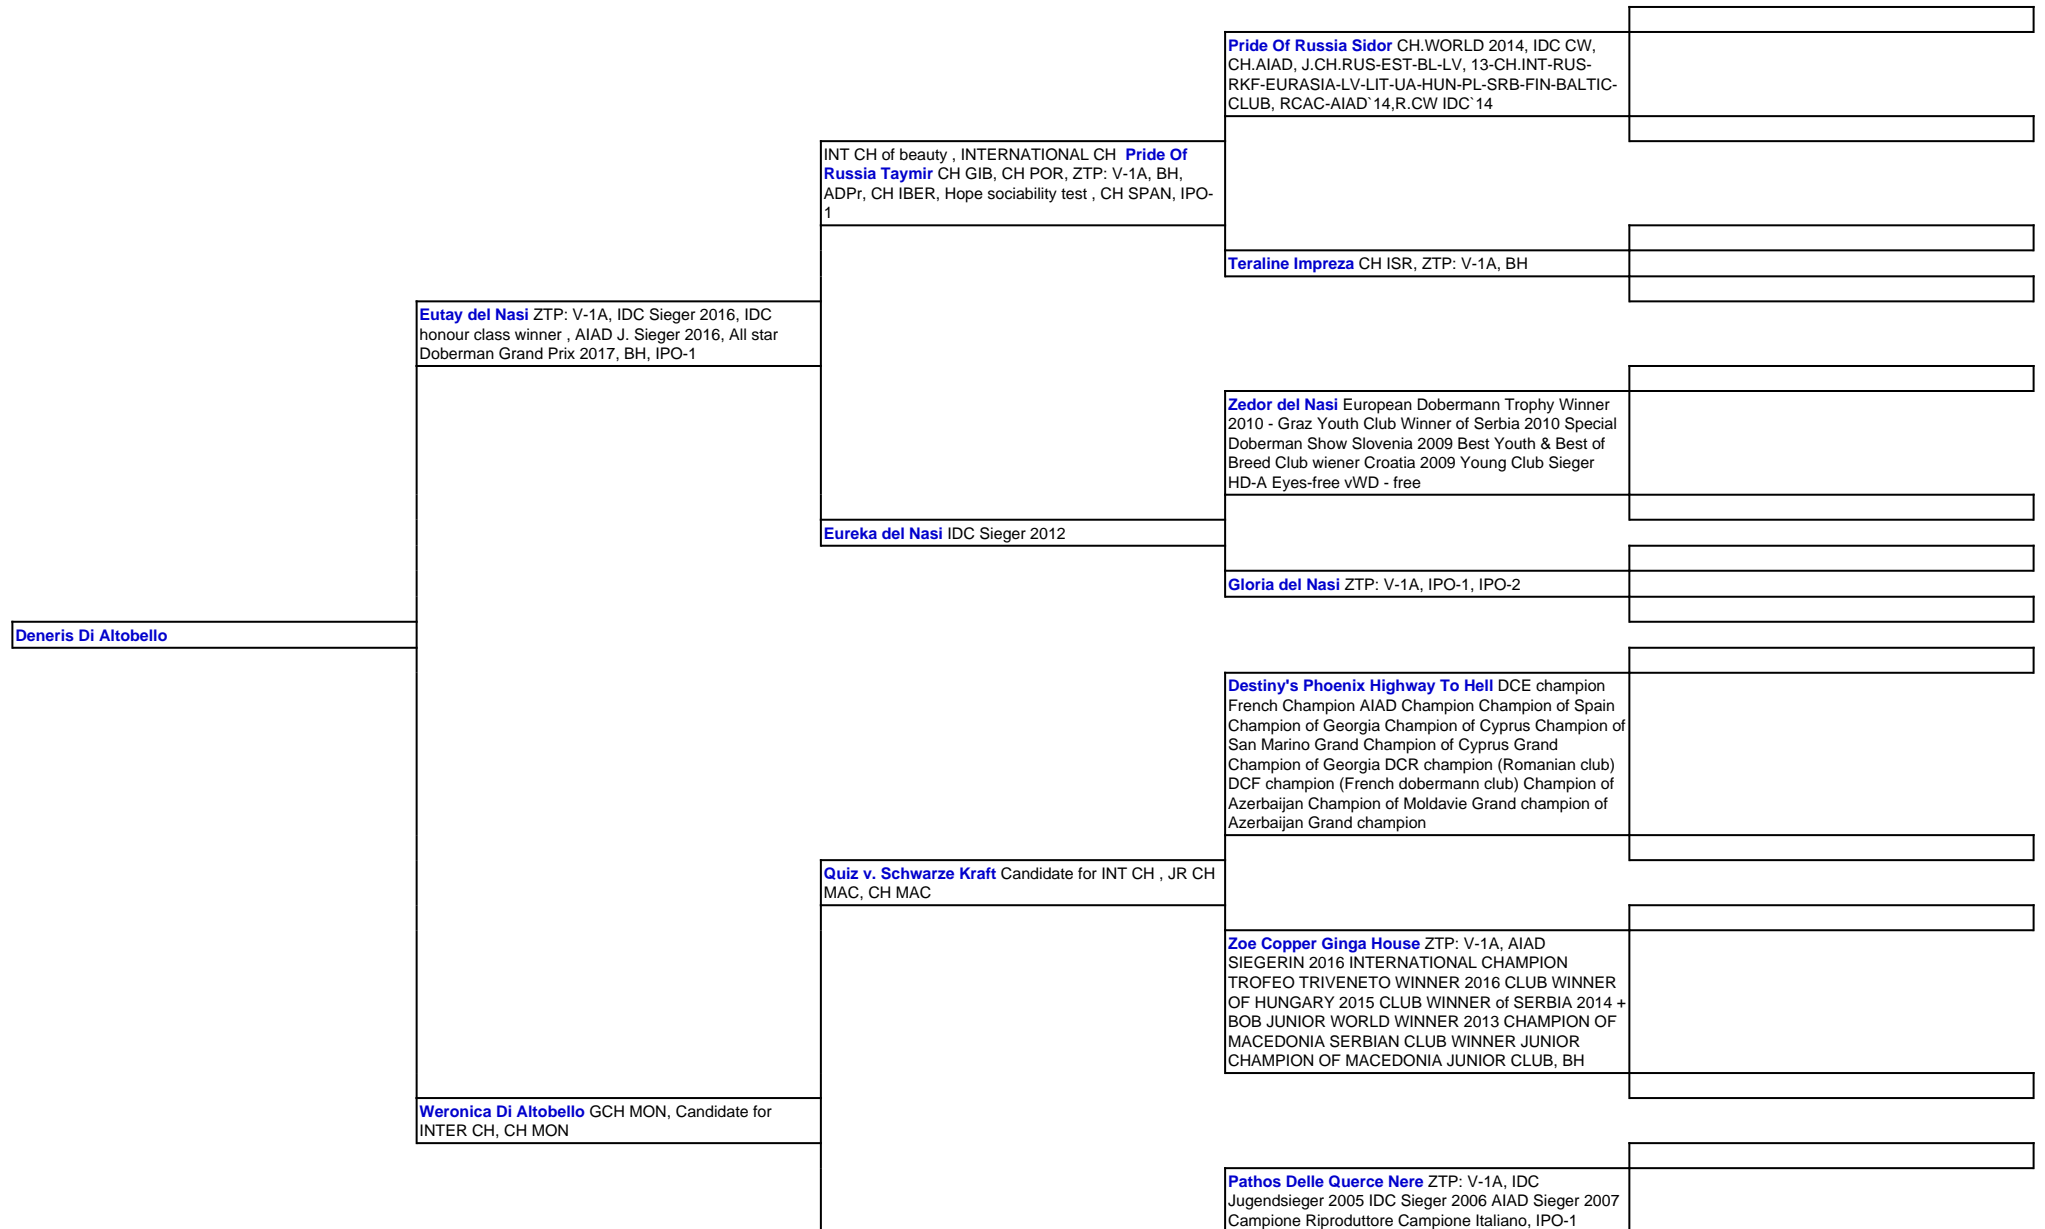 Pride Of Russia Sidor CH.WORLD 2014, IDC CW,
CH.AIAD, J.CH.RUS-EST-BL-LV, 13-CH.INT-RUS-
RKF-EURASIA-LV-LIT-UA-HUN-PL-SRB-FIN-BALTIC-
CLUB, RCAC-AIAD`14,R.CW IDC`14
INT CH of beauty , INTERNATIONAL CH Pride Of
Russia Taymir CH GIB, CH POR, ZTP: V-1A, BH,
ADPr, CH IBER, Hope sociability test , CH SPAN, IPO-
1
Teraline Impreza CH ISR, ZTP: V-1A, BH
Eutay del Nasi ZTP: V-1A, IDC Sieger 2016, IDC
honour class winner , AIAD J. Sieger 2016, All star
Doberman Grand Prix 2017, BH, IPO-1
Zedor del Nasi European Dobermann Trophy Winner
2010 - Graz Youth Club Winner of Serbia 2010 Special
Doberman Show Slovenia 2009 Best Youth & Best of
Breed Club wiener Croatia 2009 Young Club Sieger
HD-A Eyes-free vWD - free
Eureka del Nasi IDC Sieger 2012
Gloria del Nasi ZTP: V-1A, IPO-1, IPO-2
Deneris Di Altobello
Destiny's Phoenix Highway To Hell DCE champion
French Champion AIAD Champion Champion of Spain
Champion of Georgia Champion of Cyprus Champion of
San Marino Grand Champion of Cyprus Grand
Champion of Georgia DCR champion (Romanian club)
DCF champion (French dobermann club) Champion of
Azerbaijan Champion of Moldavie Grand champion of
Azerbaijan Grand champion
Quiz v. Schwarze Kraft Candidate for INT CH , JR CH
MAC, CH MAC
Zoe Copper Ginga House ZTP: V-1A, AIAD
SIEGERIN 2016 INTERNATIONAL CHAMPION
TROFEO TRIVENETO WINNER 2016 CLUB WINNER
OF HUNGARY 2015 CLUB WINNER of SERBIA 2014 +
BOB JUNIOR WORLD WINNER 2013 CHAMPION OF
MACEDONIA SERBIAN CLUB WINNER JUNIOR
CHAMPION OF MACEDONIA JUNIOR CLUB, BH
Weronica Di Altobello GCH MON, Candidate for
INTER CH, CH MON
Pathos Delle Querce Nere ZTP: V-1A, IDC
Jugendsieger 2005 IDC Sieger 2006 AIAD Sieger 2007
Campione Riproduttore Campione Italiano, IPO-1